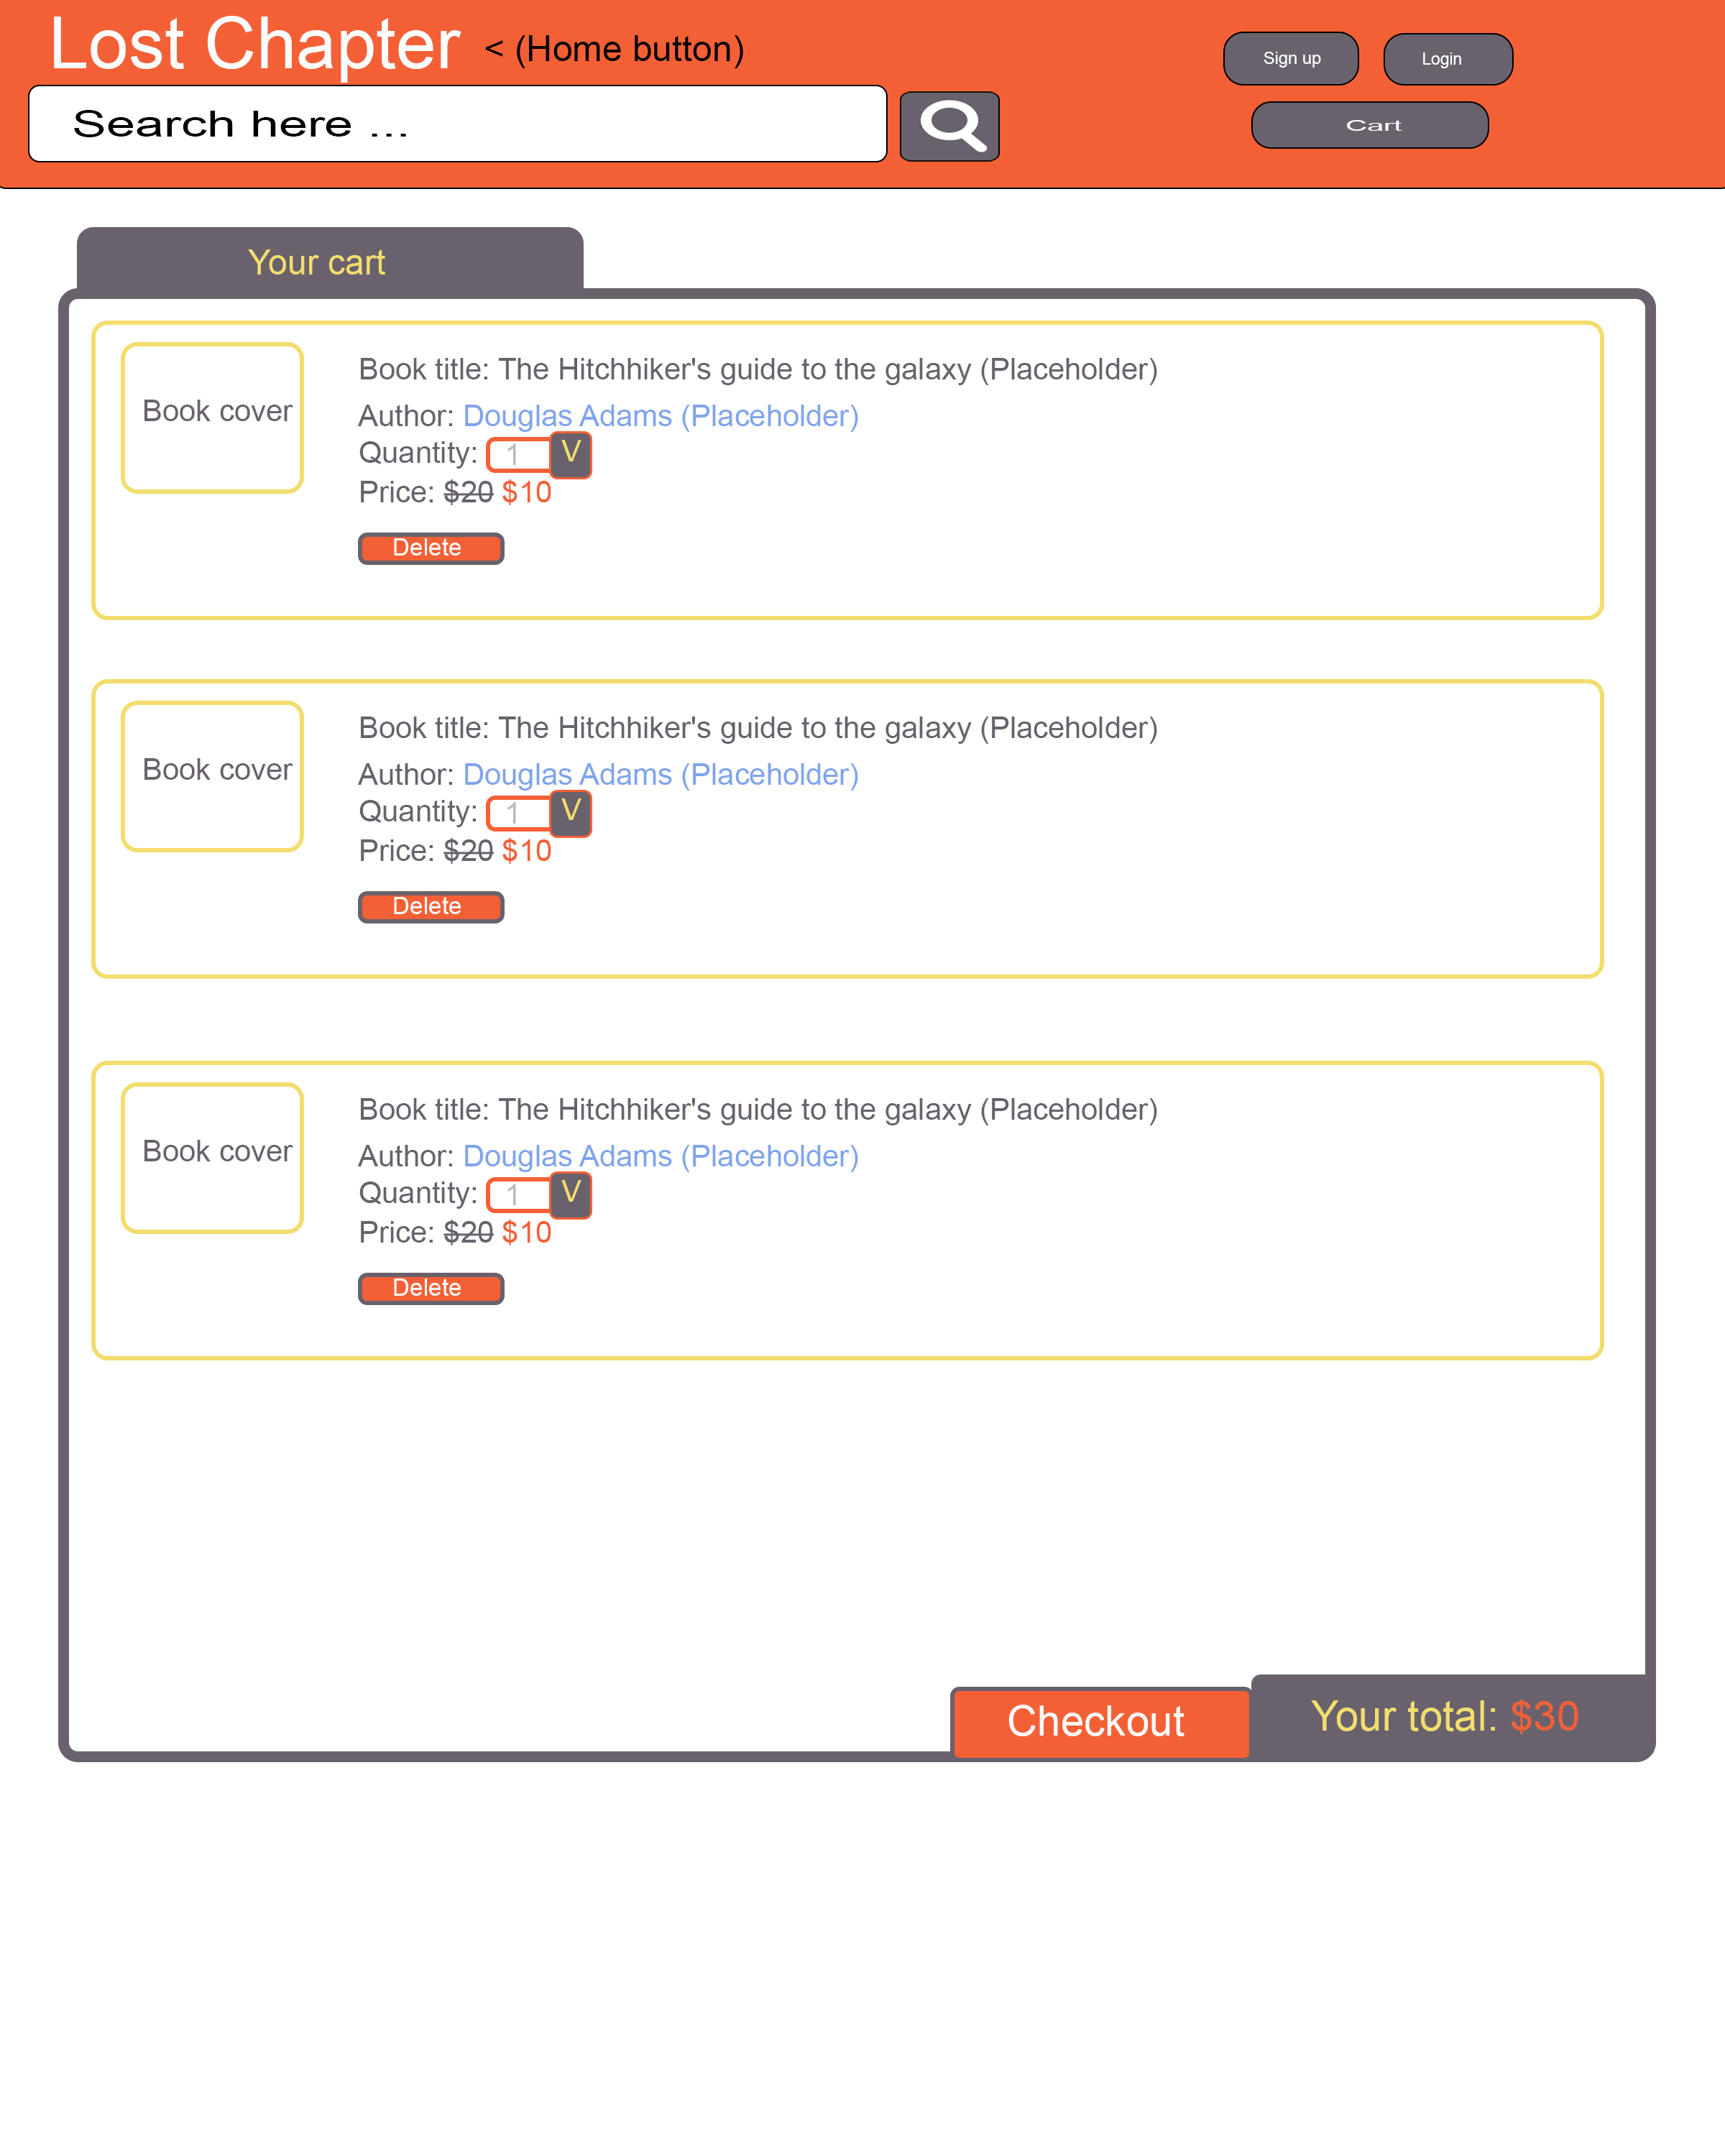 Lost Chapter < (Home button)
Sign up
Login
Search here ...
Cart
Your cart
Book cover
Book title: The Hitchhiker's guide to the galaxy (Placeholder)
Author: Douglas Adams (Placeholder)
Quantity: 1 V
Price: $20 $10
Delete
Book cover
Book title: The Hitchhiker's guide to the galaxy (Placeholder)
Author: Douglas Adams (Placeholder)
Quantity: 1 V
Price: $20 $10
Delete
Book cover
Book title: The Hitchhiker's guide to the galaxy (Placeholder)
Author: Douglas Adams (Placeholder)
Quantity: 1 V
Price: $20 $10
Delete
Checkout
Your total: $30